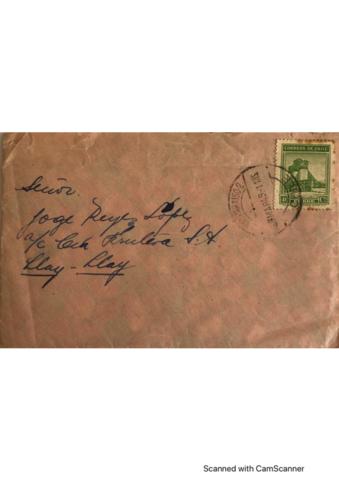 CORREOS DE CHILE
Señor
Jorge Reyes López
a/c Cía Frutera S.A.
Llay-Llay
Scanned with CamScanner